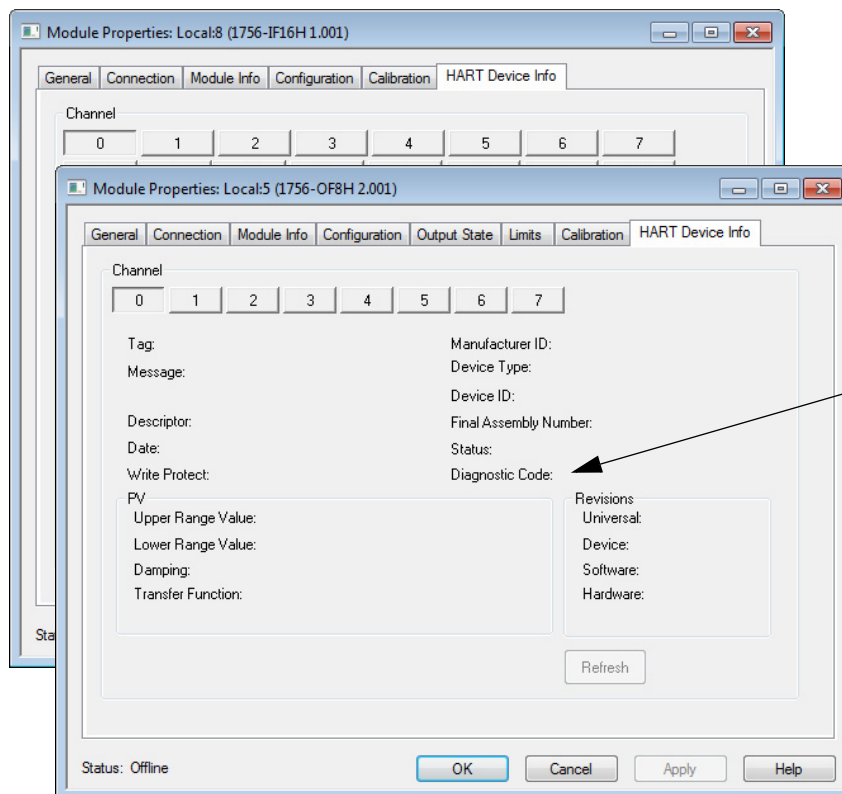 Module Properties: Local:8 (1756-IF16H 1.001)
General Connection Module Info Configuration Calibration HART Device Info
Channel
0 1 2 3 4 5 6 7
Module Properties: Local:5 (1756-OF8H 2.001)
General Connection Module Info Configuration Output State Limits Calibration HART Device Info
Channel
0 1 2 3 4 5 6 7
Tag: Manufacturer ID:
Message: Device Type:
Device ID:
Descriptor: Final Assembly Number:
Date: Status:
Write Protect: Diagnostic Code:
PV Revisions
Upper Range Value: Universal:
Lower Range Value: Device:
Damping: Software:
Transfer Function: Hardware:
Sta
Refresh
Status: Offline OK Cancel Apply Help